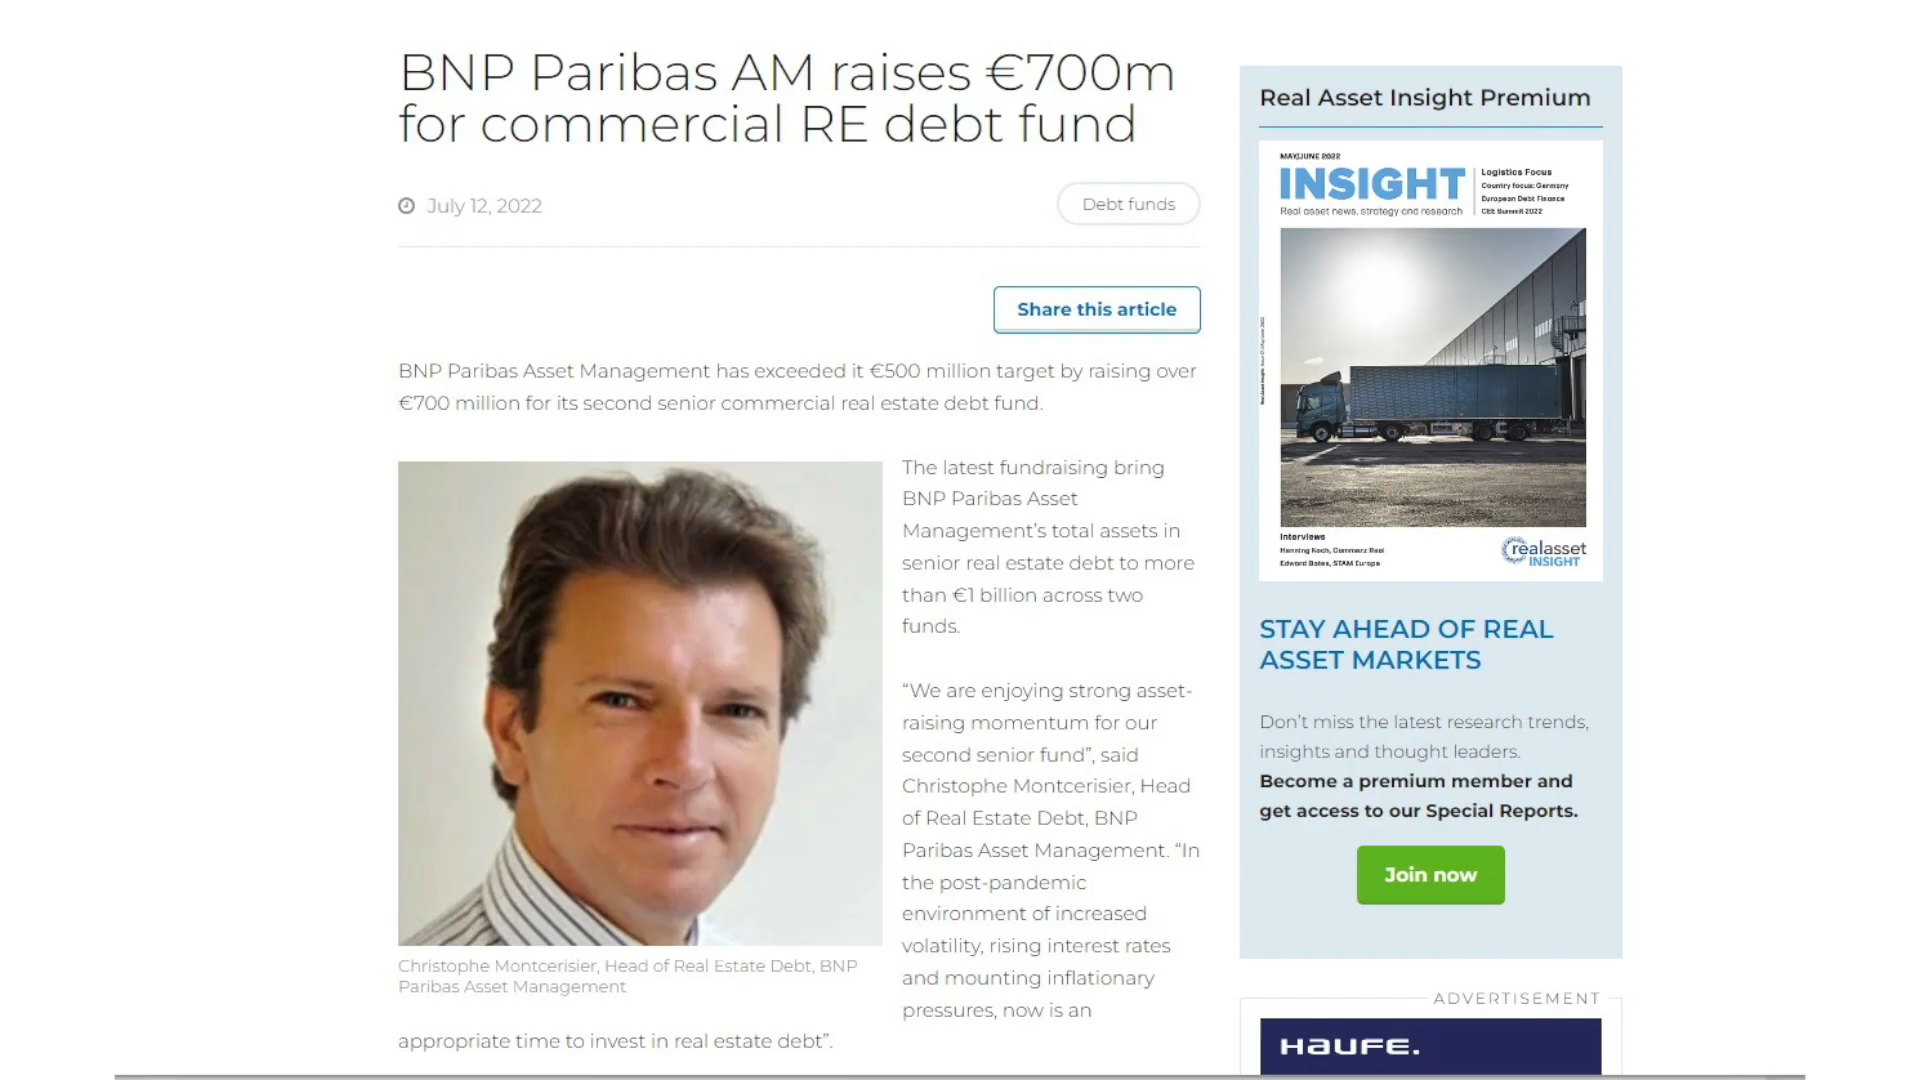 BNP Paribas AM raises €700m
for commercial RE debt fund
July 12, 2022
Debt funds
Share this article
BNP Paribas Asset Management has exceeded it €500 million target by raising over
€700 million for its second senior commercial real estate debt fund.
The latest fundraising bring
BNP Paribas Asset
Management's total assets in
senior real estate debt to more
than €1 billion across two
funds.
“We are enjoying strong asset-
raising momentum for our
second senior fund”, said
Christophe Montcerisier, Head
of Real Estate Debt, BNP
Paribas Asset Management. “In
the post-pandemic
environment of increased
volatility, rising interest rates
and mounting inflationary
pressures, now is an
appropriate time to invest in real estate debt”.
Christophe Montcerisier, Head of Real Estate Debt, BNP
Paribas Asset Management
Real Asset Insight Premium
MAY/JUNE 2022
INSIGHT
Real asset news, strategy and research
Logistics Focus
Country focus: Germany
European Debt Finance
CEE Summit 2022
Interviews
Henning Koch, Commerz Real
Edward Bates, STAM Europe
realasset
INSIGHT
STAY AHEAD OF REAL
ASSET MARKETS
Don't miss the latest research trends,
insights and thought leaders.
Become a premium member and
get access to our Special Reports.
Join now
ADVERTISEMENT
HAUFE.